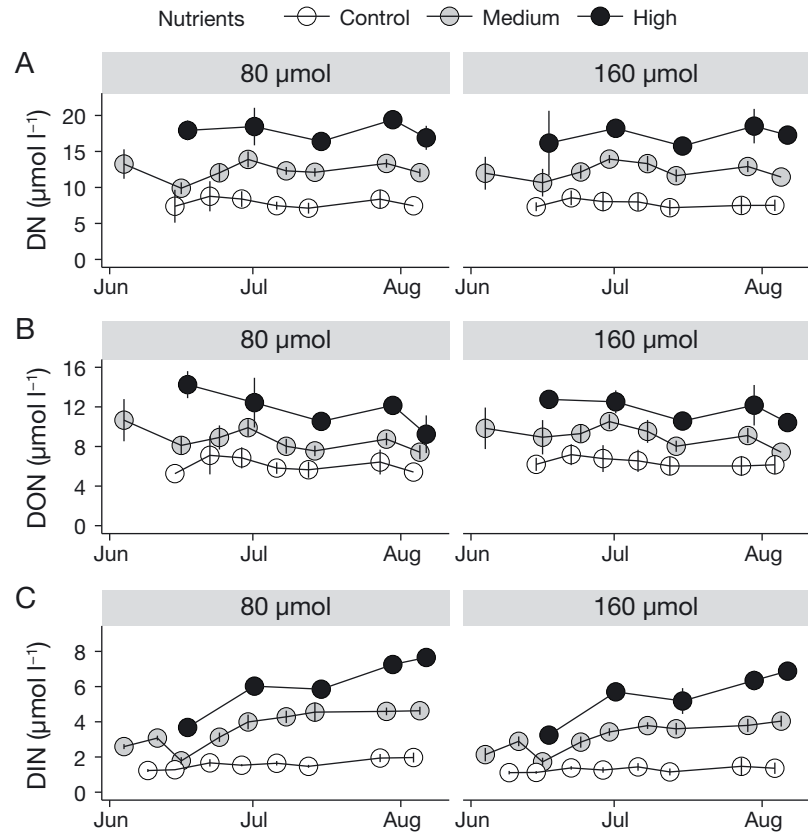 Nutrients Control Medium High
A
80 µmol 160 µmol
DN (µmol l⁻¹)
20
15
10
5
0
Jun Jul Aug Jun Jul Aug
B
80 µmol 160 µmol
DON (µmol l⁻¹)
16
12
8
4
0
Jun Jul Aug Jun Jul Aug
C
80 µmol 160 µmol
DIN (µmol l⁻¹)
8
6
4
2
0
Jun Jul Aug Jun Jul Aug